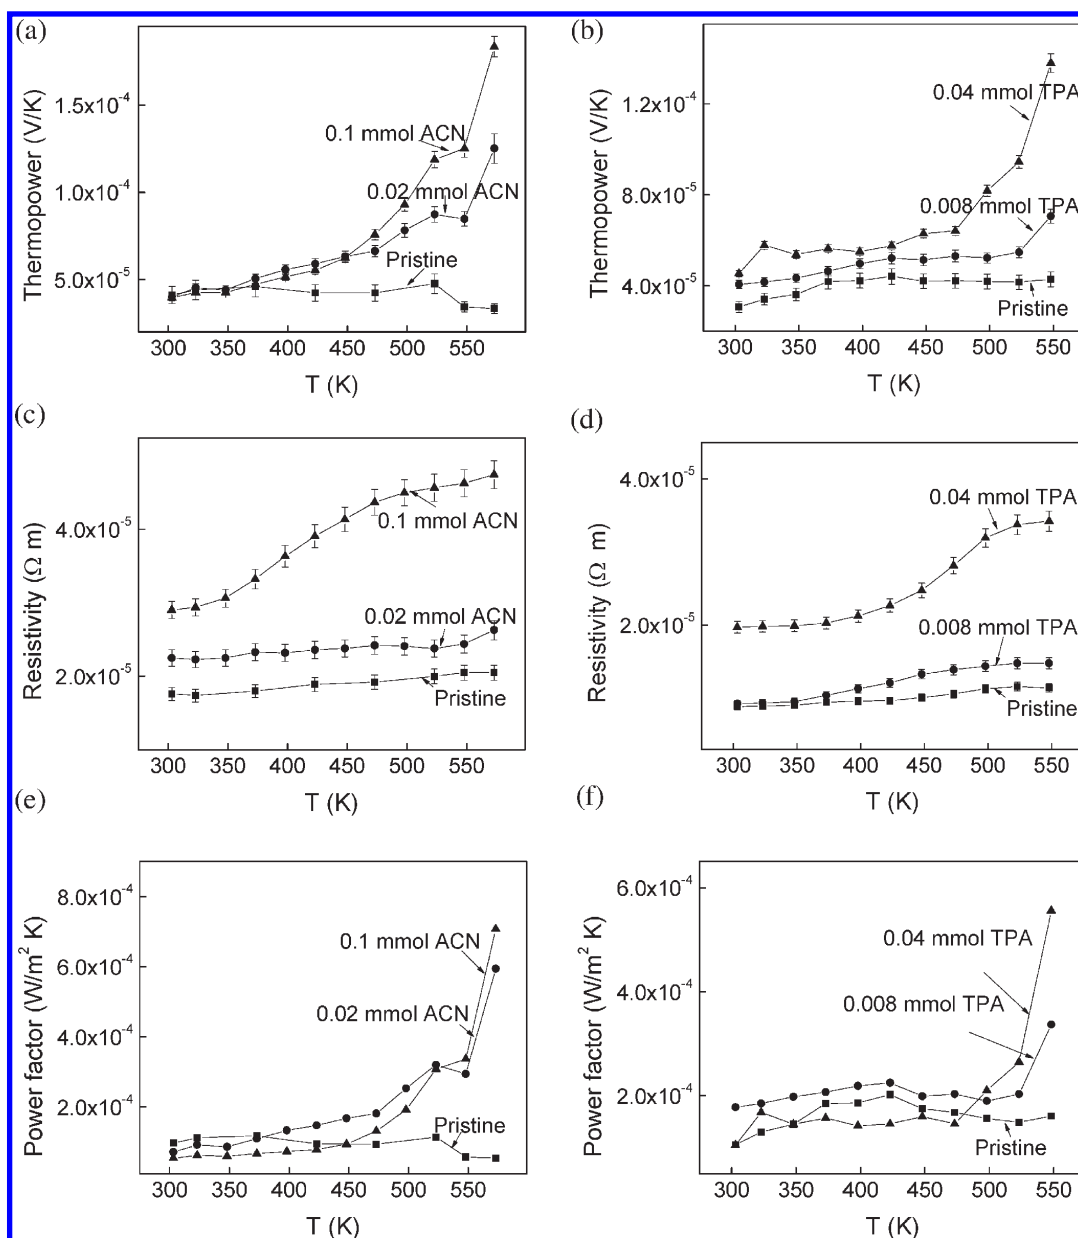 (a)
Thermopower (V/K)
1.5x10⁻⁴
1.0x10⁻⁴
5.0x10⁻⁵
0.1 mmol ACN
0.02 mmol ACN
Pristine
300 350 400 450 500 550
T (K)
(b)
Thermopower (V/K)
1.2x10⁻⁴
8.0x10⁻⁵
4.0x10⁻⁵
0.04 mmol TPA
0.008 mmol TPA
Pristine
300 350 400 450 500 550
T (K)
(c)
Resistivity (Ω m)
4.0x10⁻⁵
2.0x10⁻⁵
0.1 mmol ACN
0.02 mmol ACN
Pristine
300 350 400 450 500 550
T (K)
(d)
Resistivity (Ω m)
4.0x10⁻⁵
2.0x10⁻⁵
0.04 mmol TPA
0.008 mmol TPA
Pristine
300 350 400 450 500 550
T (K)
(e)
Power factor (W/m² K)
8.0x10⁻⁴
6.0x10⁻⁴
4.0x10⁻⁴
2.0x10⁻⁴
0.1 mmol ACN
0.02 mmol ACN
Pristine
300 350 400 450 500 550
T (K)
(f)
Power factor (W/m² K)
6.0x10⁻⁴
4.0x10⁻⁴
2.0x10⁻⁴
0.04 mmol TPA
0.008 mmol TPA
Pristine
300 350 400 450 500 550
T (K)